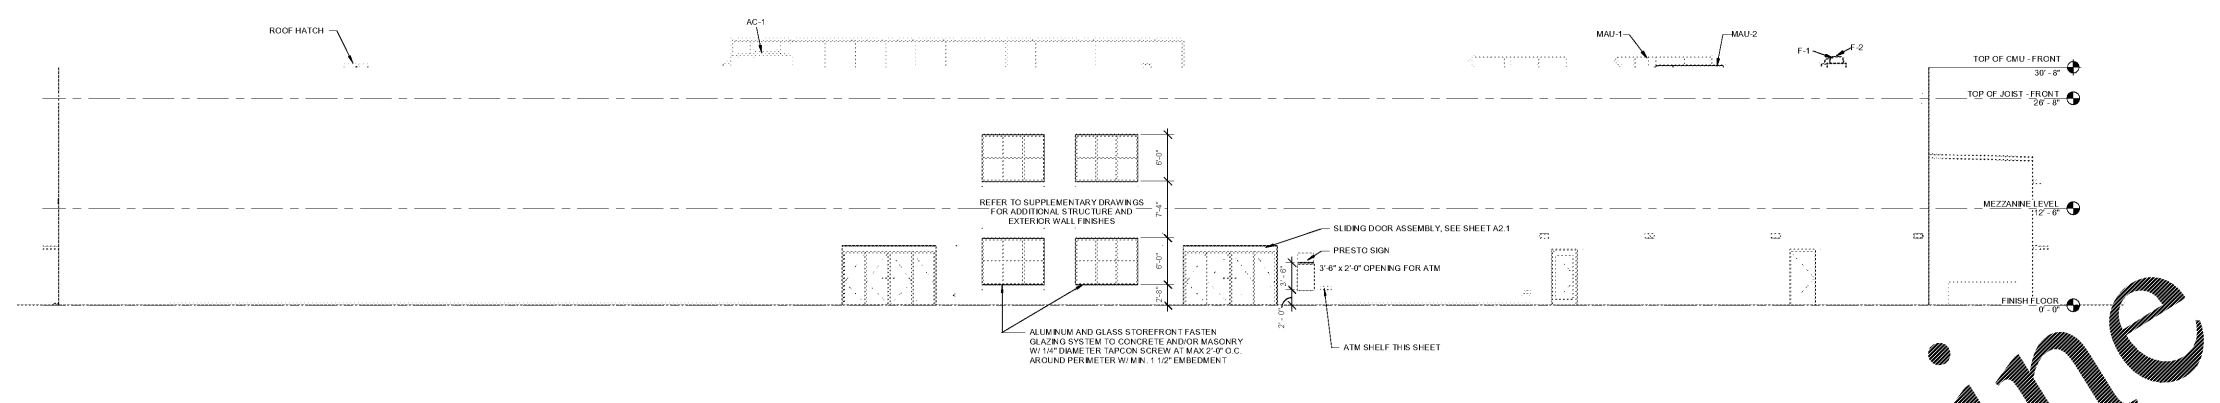 ROOF HATCH
AC-1
MAU-1
MAU-2
F-1
F-2
TOP OF CMU - FRONT
30' - 8"
TOP OF JOIST - FRONT
26' - 8"
6'-0"
REFER TO SUPPLEMENTARY DRAWINGS
FOR ADDITIONAL STRUCTURE AND
EXTERIOR WALL FINISHES
7'-4"
MEZZANINE LEVEL
12' - 6"
SLIDING DOOR ASSEMBLY, SEE SHEET A2.1
PRESTO SIGN
3'-6" x 2'-0" OPENING FOR ATM
6'-0"
3' - 6"
2'-8"
FINISH FLOOR
0' - 0"
2' - 0"
ALUMINUM AND GLASS STOREFRONT FASTEN
GLAZING SYSTEM TO CONCRETE AND/OR MASONRY
W/ 1/4" DIAMETER TAPCON SCREW AT MAX 2'-0" O.C.
AROUND PERIMETER W/ MIN. 1 1/2" EMBEDMENT
ATM SHELF THIS SHEET
ine